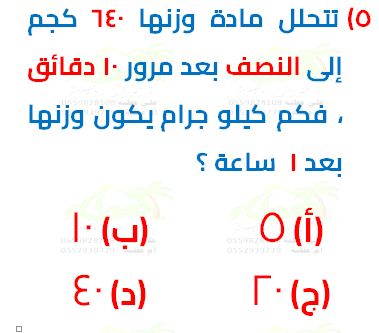 ٥) تتحلل مادة وزنها ٦٤٠ كجم
إلى النصف بعد مرور ١٠ دقائق
، فكم كيلو جرام يكون وزنها
بعد ١ ساعة ؟
(أ) ٥ (ب) ١٠
(ج) ٢٠ (د) ٤٠